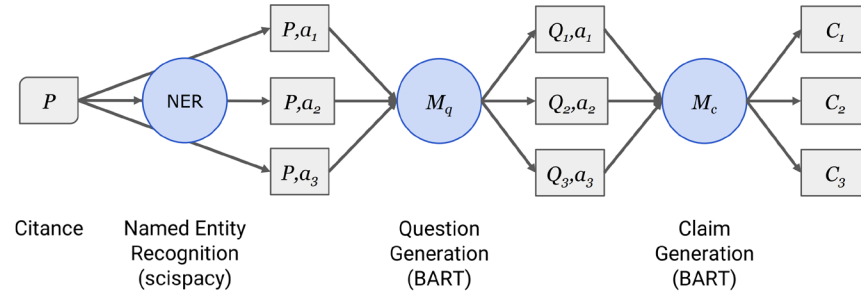 P
NER
P,a1
P,a2
P,a3
Mq
Q1,a1
Q2,a2
Q3,a3
Mc
C1
C2
C3
Citance
Named Entity
Recognition
(scispacy)
Question
Generation
(BART)
Claim
Generation
(BART)